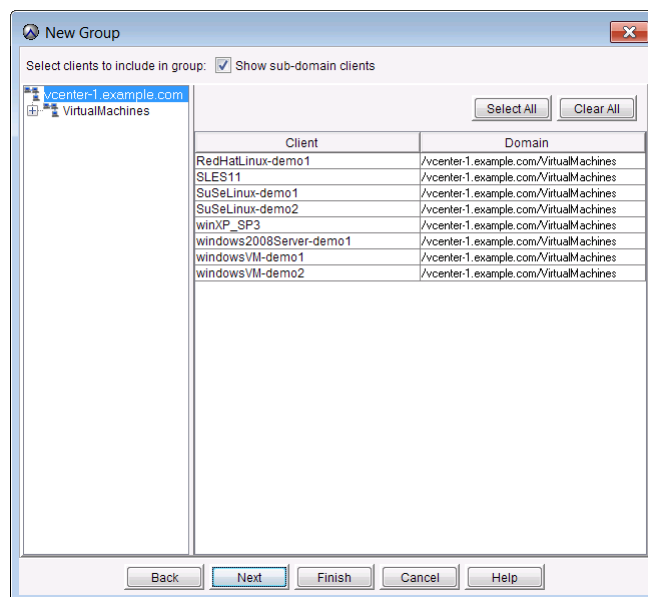 New Group
Select clients to include in group: Show sub-domain clients
vcenter-1.example.com
VirtualMachines
Select All Clear All
Client Domain
RedHatLinux-demo1 /vcenter-1.example.com/VirtualMachines
SLES11 /vcenter-1.example.com/VirtualMachines
SuSeLinux-demo1 /vcenter-1.example.com/VirtualMachines
SuSeLinux-demo2 /vcenter-1.example.com/VirtualMachines
winXP_SP3 /vcenter-1.example.com/VirtualMachines
windows2008Server-demo1 /vcenter-1.example.com/VirtualMachines
windowsVM-demo1 /vcenter-1.example.com/VirtualMachines
windowsVM-demo2 /vcenter-1.example.com/VirtualMachines
Back Next Finish Cancel Help